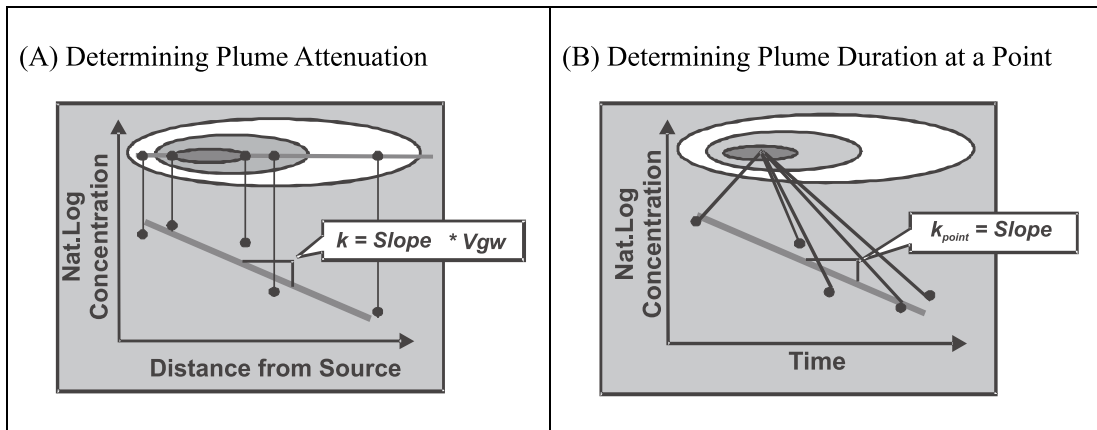 (A) Determining Plume Attenuation
Nat.Log
Concentration
k = Slope * Vgw
Distance from Source
(B) Determining Plume Duration at a Point
Nat.Log
Concentration
kpoint = Slope
Time